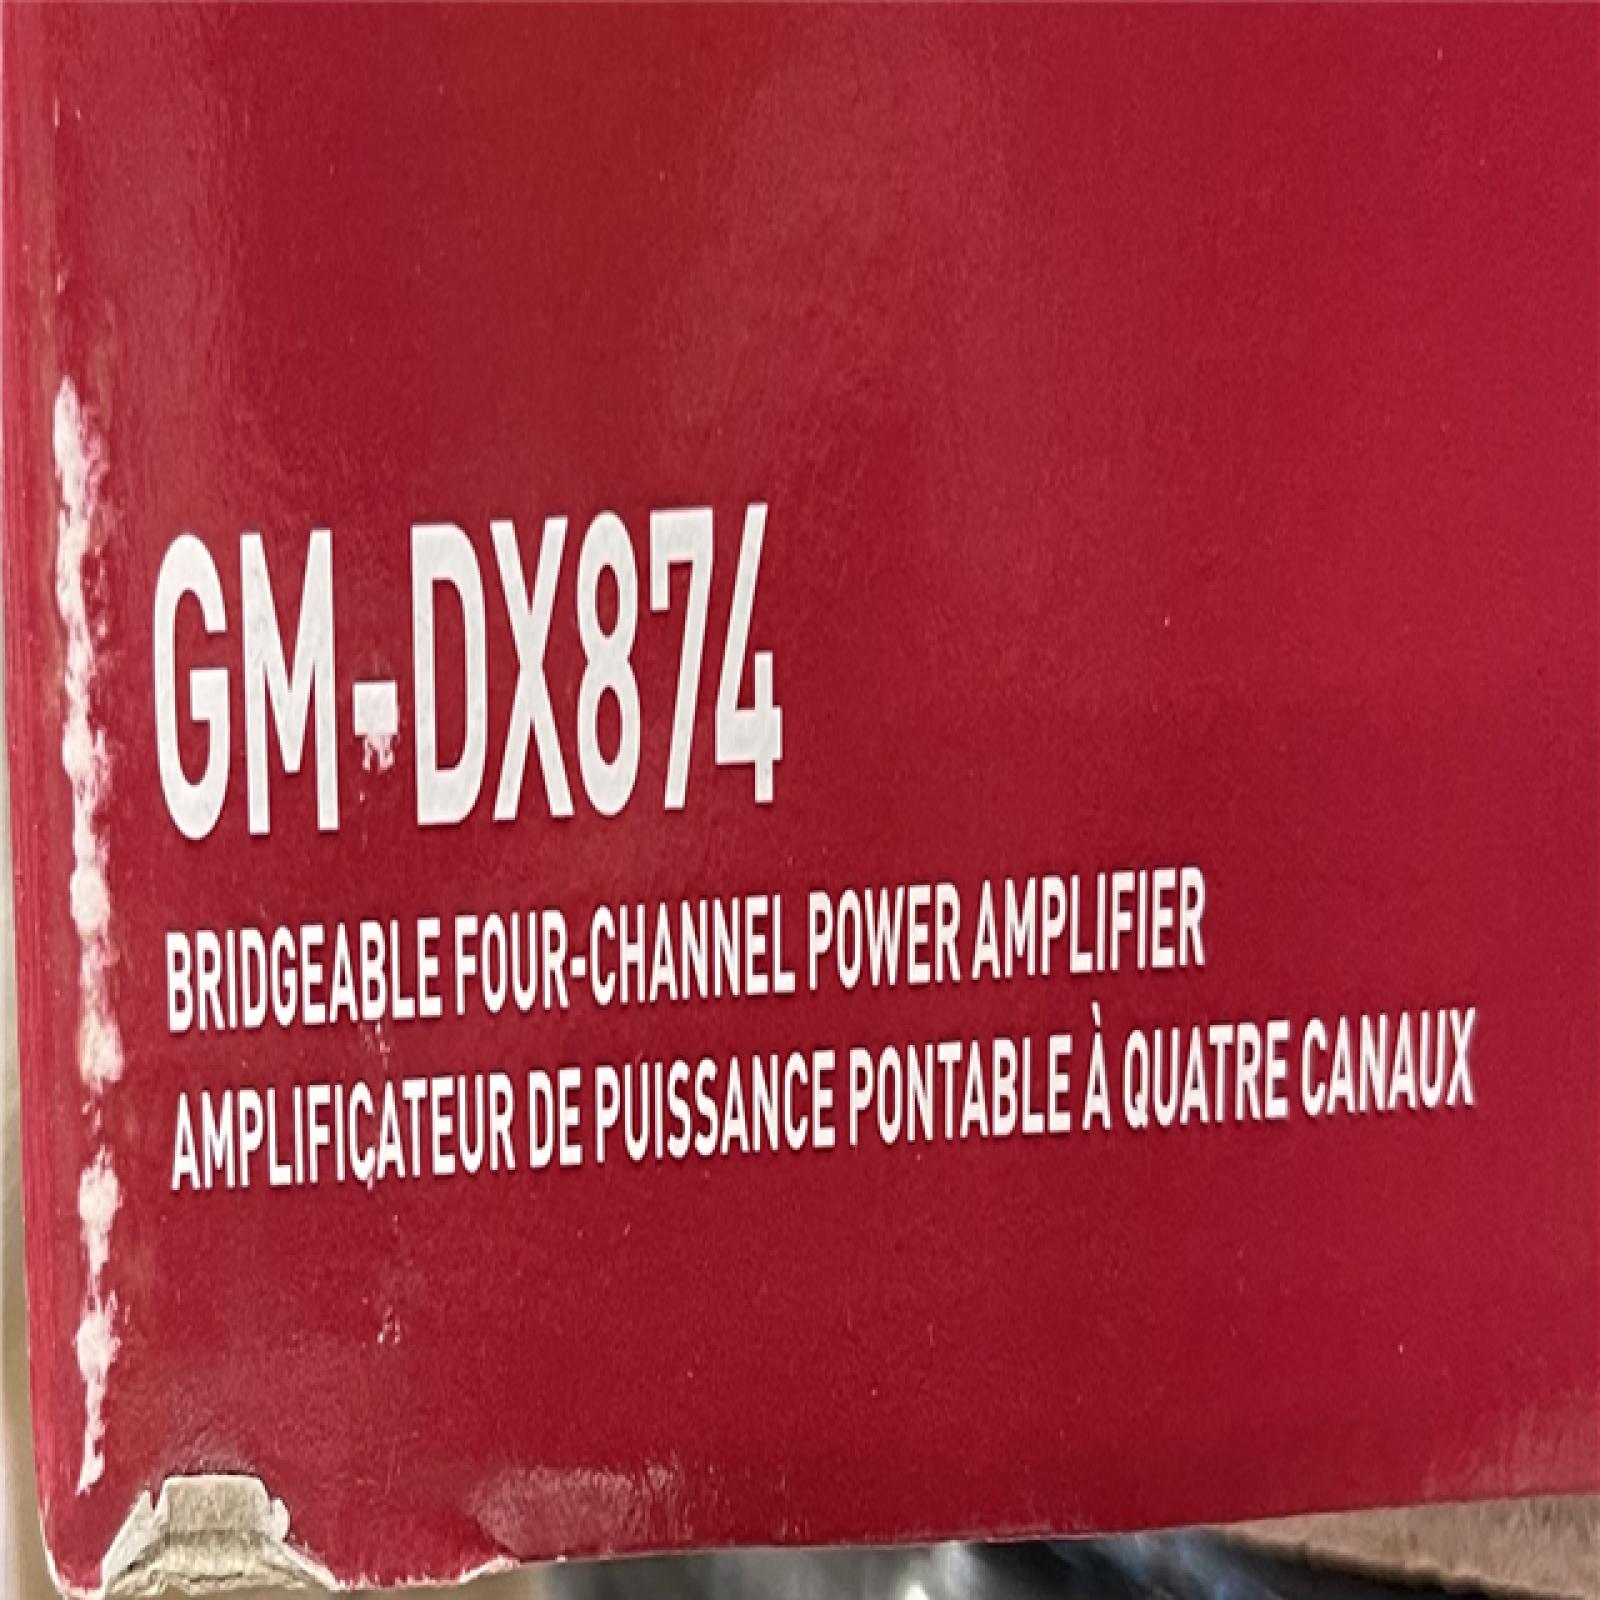 GM-DX874
BRIDGEABLE FOUR-CHANNEL POWER AMPLIFIER
AMPLIFICATEUR DE PUISSANCE PONTABLE À QUATRE CANAUX